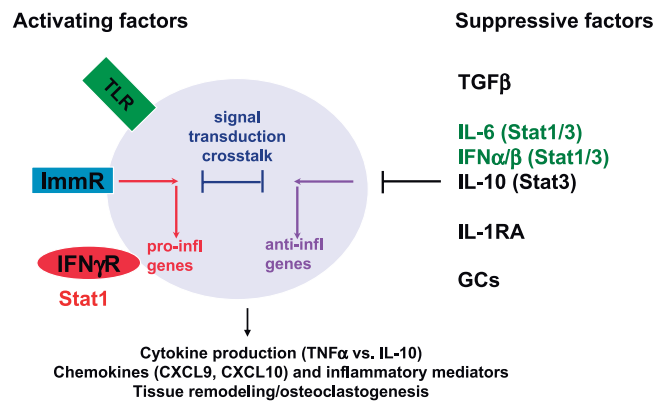 Activating factors
Suppressive factors
TLR
ImmR
IFNγR
Stat1
signal
transduction
crosstalk
pro-infl
genes
anti-infl
genes
TGFβ
IL-6 (Stat1/3)
IFNα/β (Stat1/3)
IL-10 (Stat3)
IL-1RA
GCs
Cytokine production (TNFα vs. IL-10)
Chemokines (CXCL9, CXCL10) and inflammatory mediators
Tissue remodeling/osteoclastogenesis